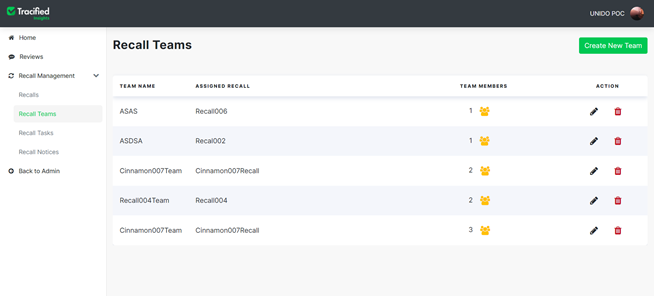 Tracified
Insights
UNIDO POC
Home
Reviews
Recall Management
Recalls
Recall Teams
Recall Tasks
Recall Notices
Back to Admin
Recall Teams
Create New Team
TEAM NAME ASSIGNED RECALL TEAM MEMBERS ACTION
ASAS Recall006 1
ASDSA Recal002 1
Cinnamon007Team Cinnamon007Recall 2
Recall004Team Recall004 2
Cinnamon007Team Cinnamon007Recall 3